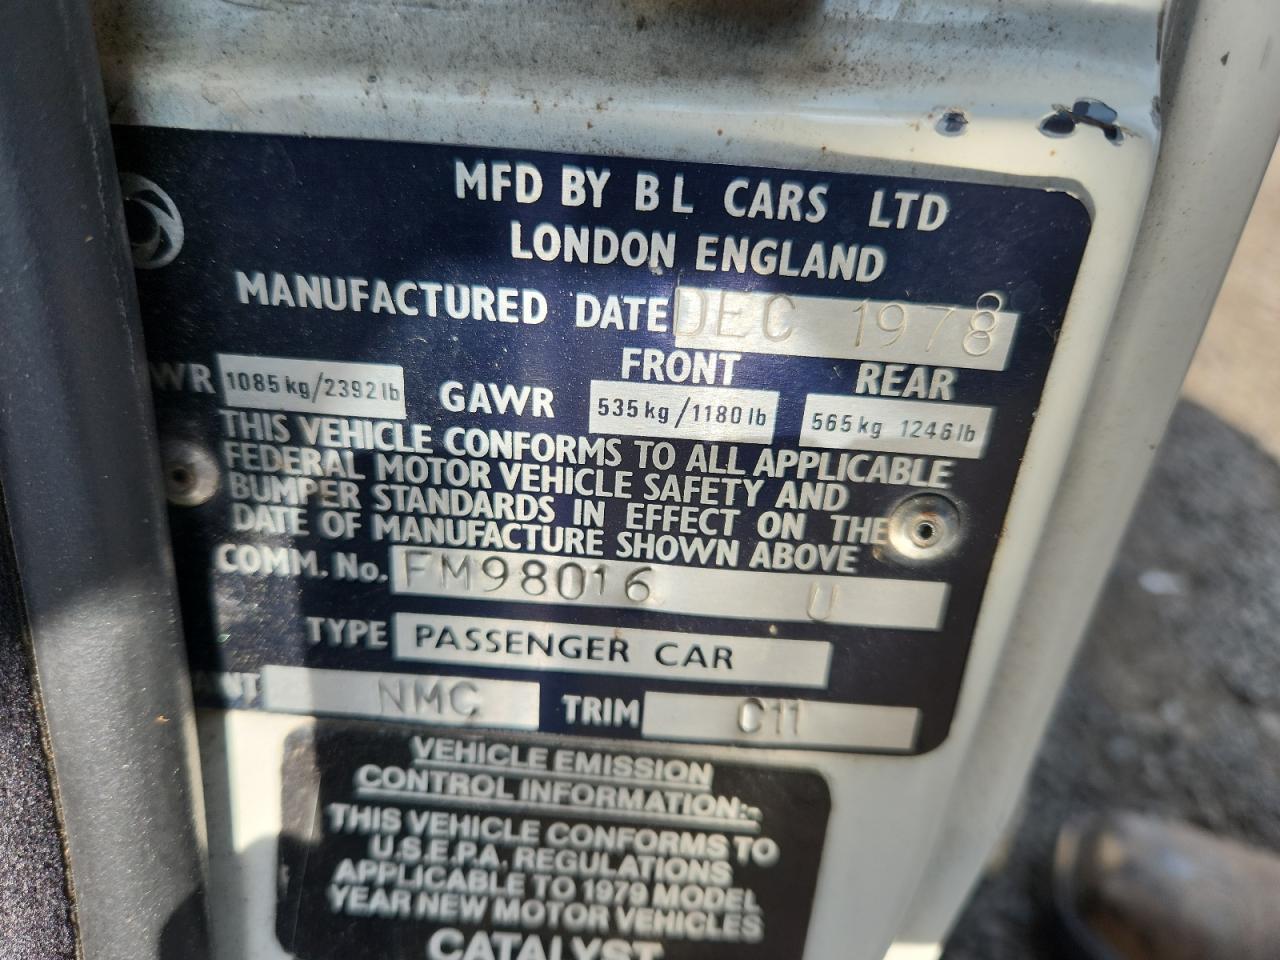 MFD BY B L CARS LTD
LONDON ENGLAND
MANUFACTURED DATE DEC 1978
FRONT REAR
WR 1085 kg/2392 lb GAWR 535 kg/1180 lb 565 kg 1246 lb
THIS VEHICLE CONFORMS TO ALL APPLICABLE
FEDERAL MOTOR VEHICLE SAFETY AND
BUMPER STANDARDS IN EFFECT ON THE
DATE OF MANUFACTURE SHOWN ABOVE
COMM. No. FM98016 U
TYPE PASSENGER CAR
NMC TRIM C11
VEHICLE EMISSION
CONTROL INFORMATION:-
THIS VEHICLE CONFORMS TO
U.S.E.P.A. REGULATIONS
APPLICABLE TO 1979 MODEL
YEAR NEW MOTOR VEHICLES
CATALYST